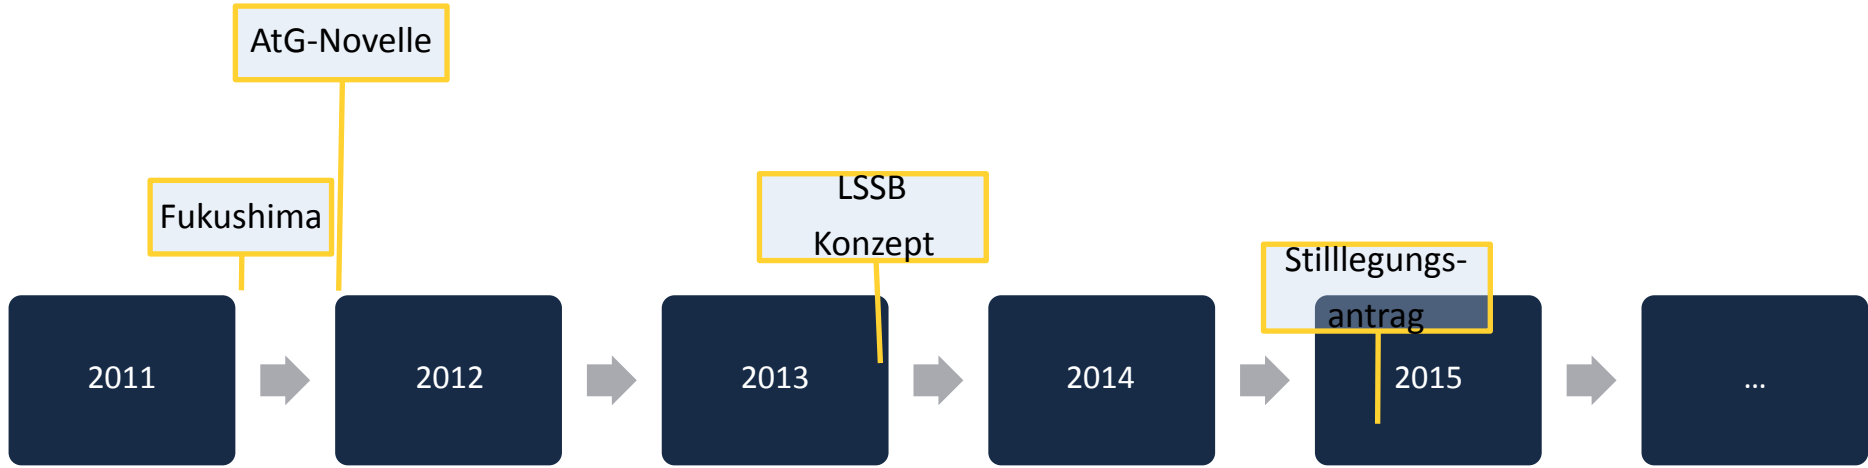 AtG-Novelle
Fukushima
LSSB
Konzept
Stilllegungs-
antrag
2011
2012
2013
2014
2015
...